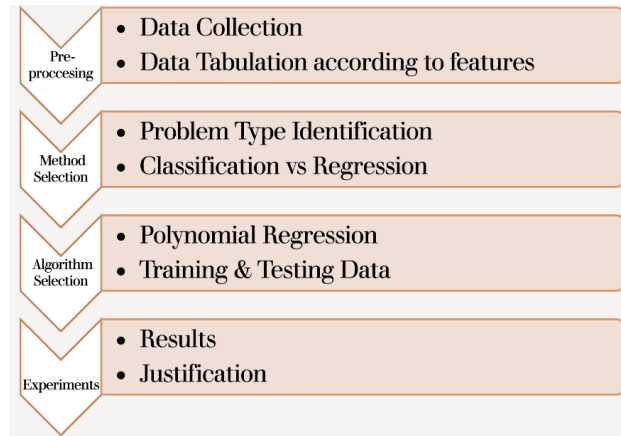 Pre-
proccesing
• Data Collection
• Data Tabulation according to features
Method
Selection
• Problem Type Identification
• Classification vs Regression
Algorithm
Selection
• Polynomial Regression
• Training & Testing Data
Experiments
• Results
• Justification